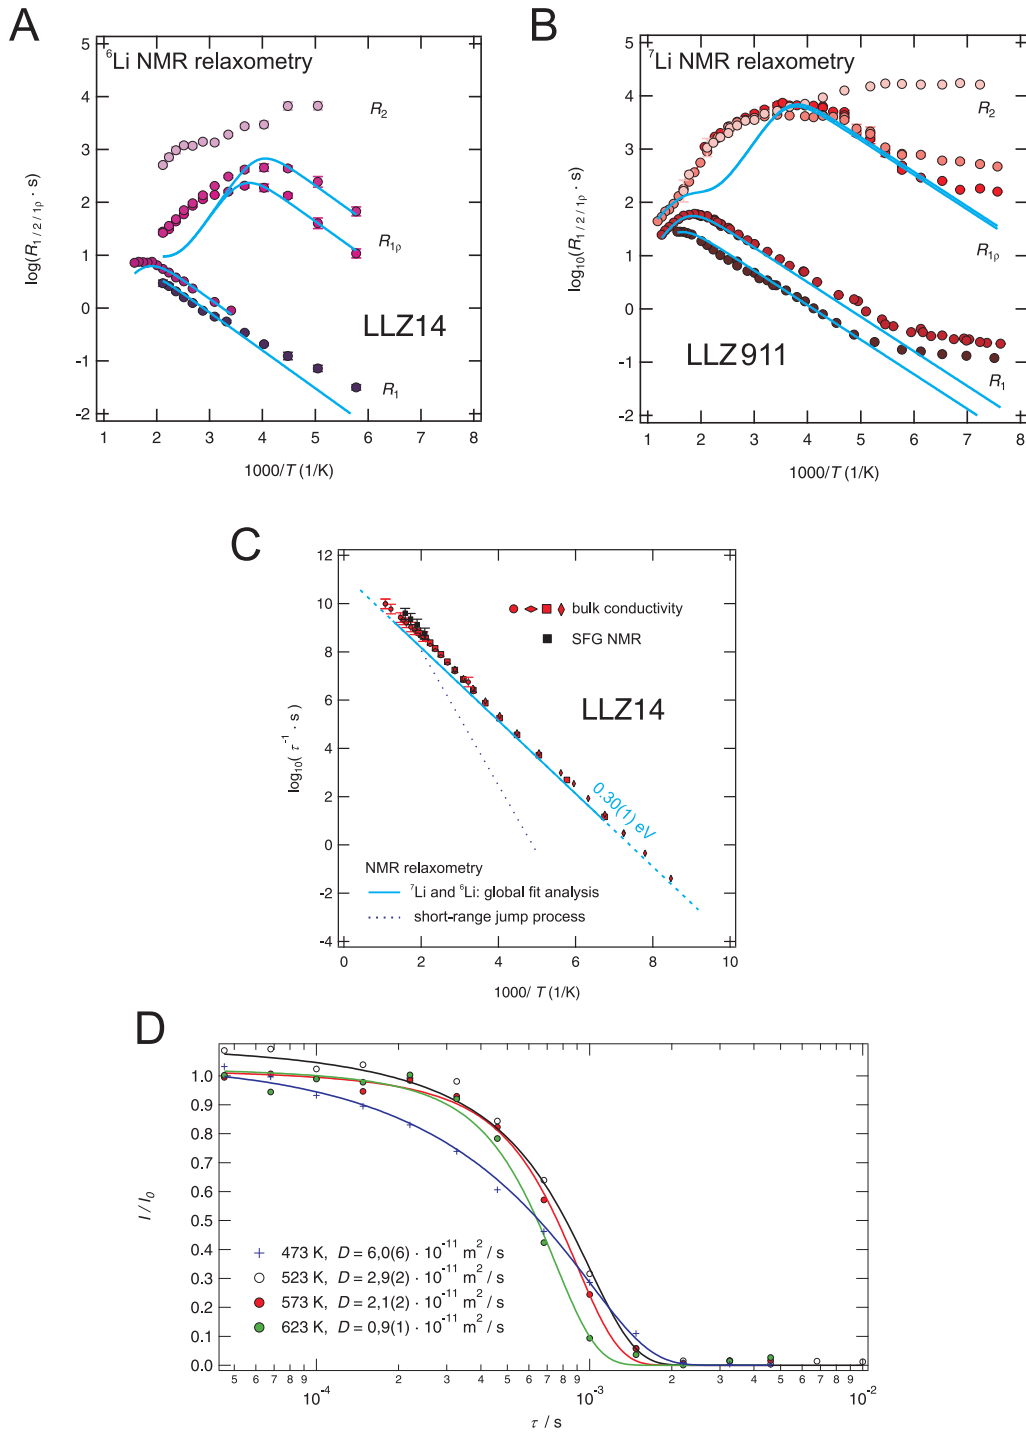 A
⁶Li NMR relaxometry
5
4
3
2
1
0
-1
-2
log(R₁/₂/₁ρ · s)
R₂
R₁ρ
LLZ14
R₁
1 2 3 4 5 6 7 8
1000/T (1/K)
B
⁷Li NMR relaxometry
5
4
3
2
1
0
-1
-2
log₁₀(R₁/₂/₁ρ · s)
R₂
R₁ρ
LLZ911
R₁
1 2 3 4 5 6 7 8
1000/T (1/K)
C
12
10
8
6
4
2
0
-2
-4
log₁₀(τ⁻¹ · s)
bulk conductivity
SFG NMR
LLZ14
0.30(1) eV
NMR relaxometry
⁷Li and ⁶Li: global fit analysis
short-range jump process
0 2 4 6 8 10
1000/ T (1/K)
D
1.0
0.9
0.8
0.7
0.6
0.5
0.4
0.3
0.2
0.1
0.0
I / I₀
473 K, D = 6,0(6) · 10⁻¹¹ m² / s
523 K, D = 2,9(2) · 10⁻¹¹ m² / s
573 K, D = 2,1(2) · 10⁻¹¹ m² / s
623 K, D = 0,9(1) · 10⁻¹¹ m² / s
5 6 7 8 9 2 3 4 5 6 7 8 9 2 3 4 5 6 7 8 9
10⁻⁴ 10⁻³ 10⁻²
τ / s